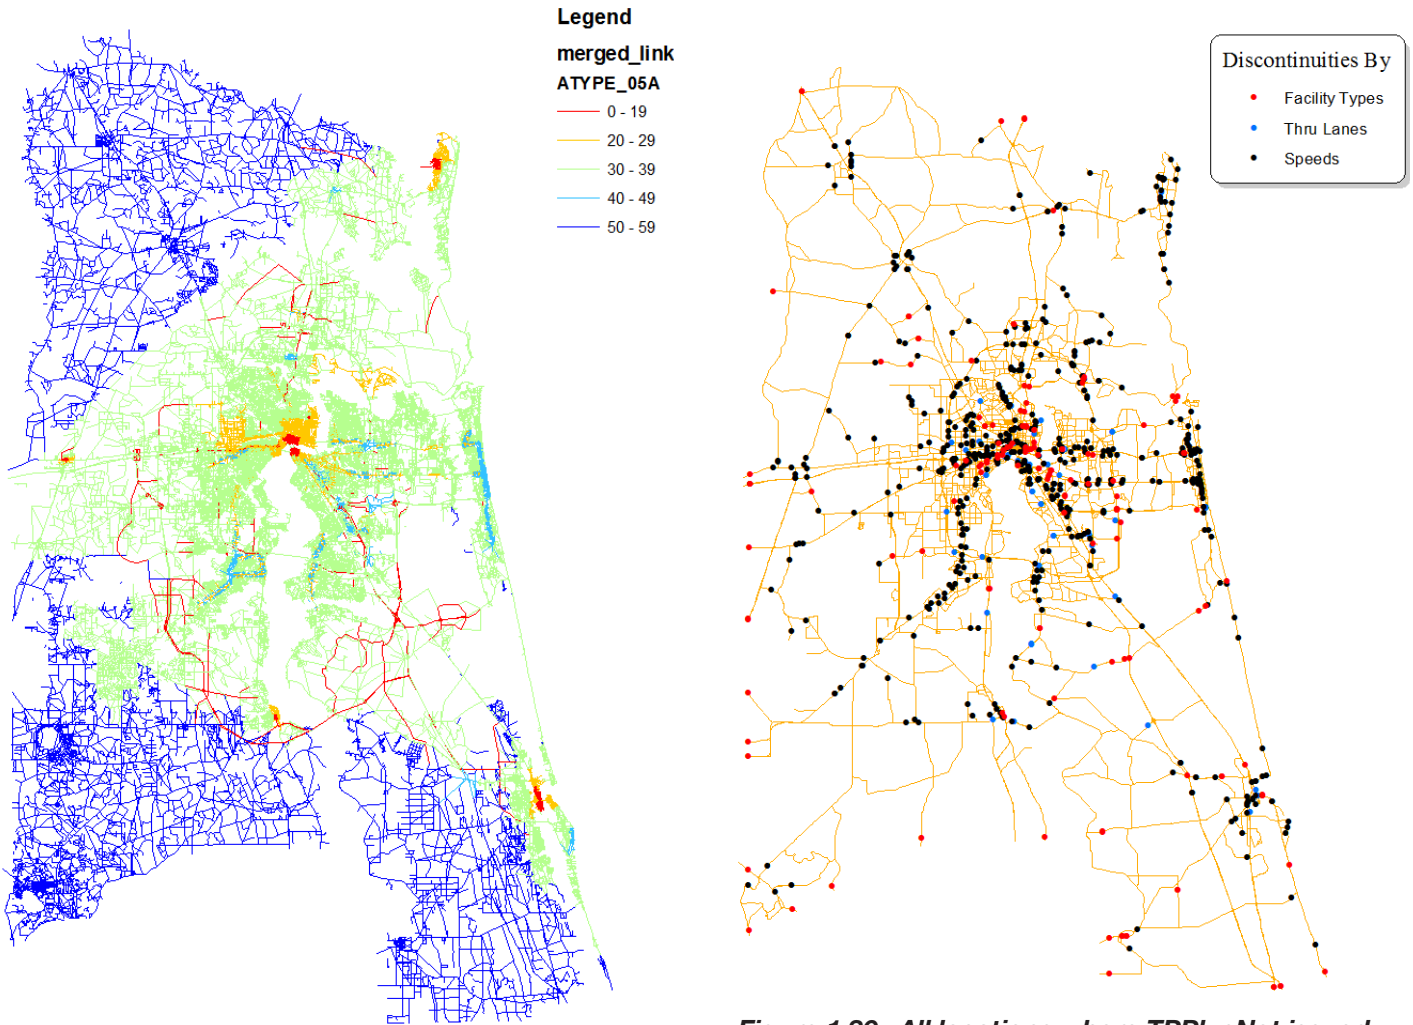 Legend
merged_link
ATYPE_05A
0 - 19
20 - 29
30 - 39
40 - 49
50 - 59
Discontinuities By
Facility Types
Thru Lanes
Speeds